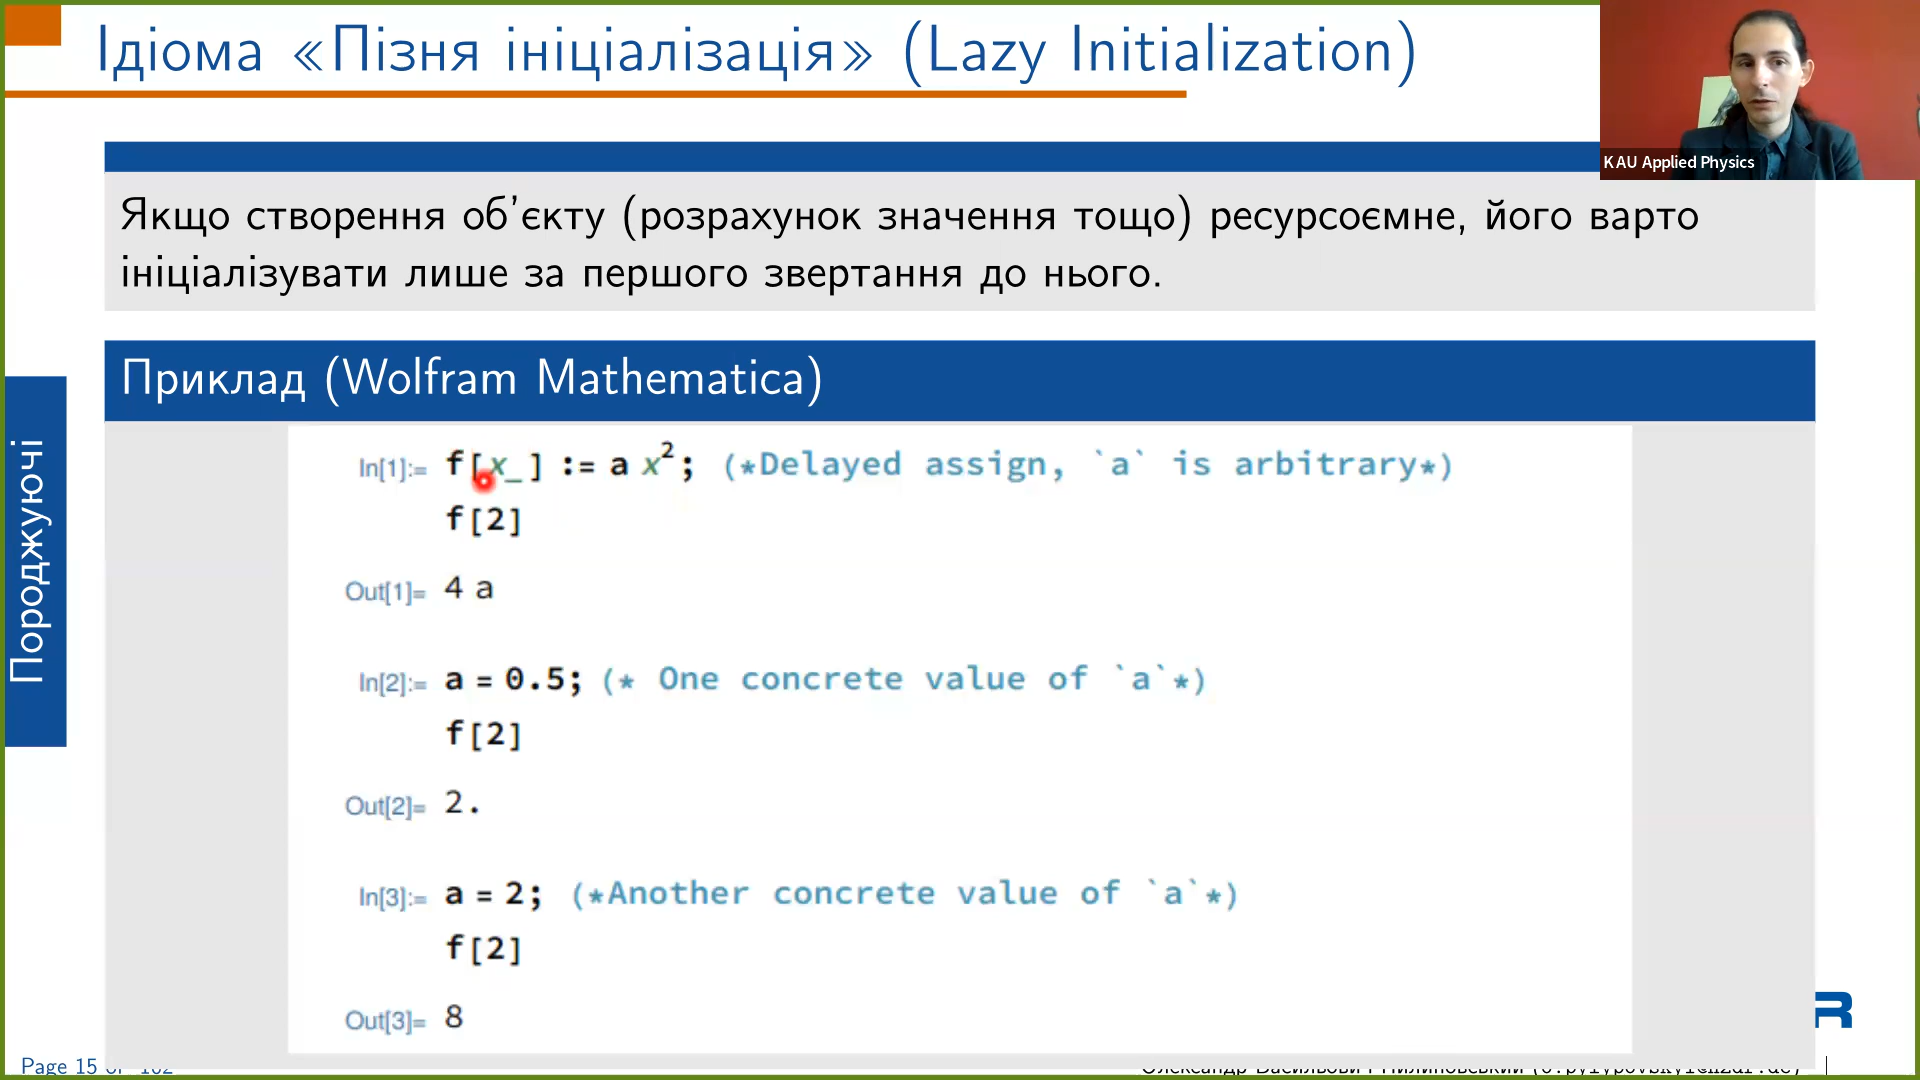 Ідіома «Пізня ініціалізація» (Lazy Initialization)
KAU Applied Physics
Якщо створення об'єкту (розрахунок значення тощо) ресурсоємне, його варто
ініціалізувати лише за першого звертання до нього.
Приклад (Wolfram Mathematica)
Породжуючі
In[1]:= f[x_] := a x²; (*Delayed assign, `a` is arbitrary*)
f[2]
Out[1]= 4 a
In[2]:= a = 0.5; (* One concrete value of `a`*)
f[2]
Out[2]= 2.
In[3]:= a = 2; (*Another concrete value of `a`*)
f[2]
Out[3]= 8
R
Page 15 of 102